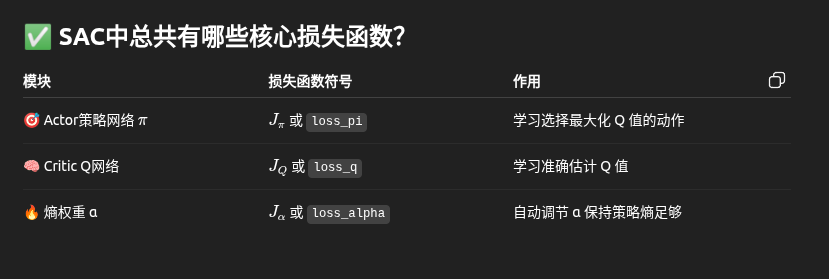 ✅ SAC中总共有哪些核心损失函数?
模块 损失函数符号 作用
🎯 Actor策略网络 π J_π 或 loss_pi 学习选择最大化 Q 值的动作
🧠 Critic Q网络 J_Q 或 loss_q 学习准确估计 Q 值
🔥 熵权重 α J_α 或 loss_alpha 自动调节 α 保持策略熵足够